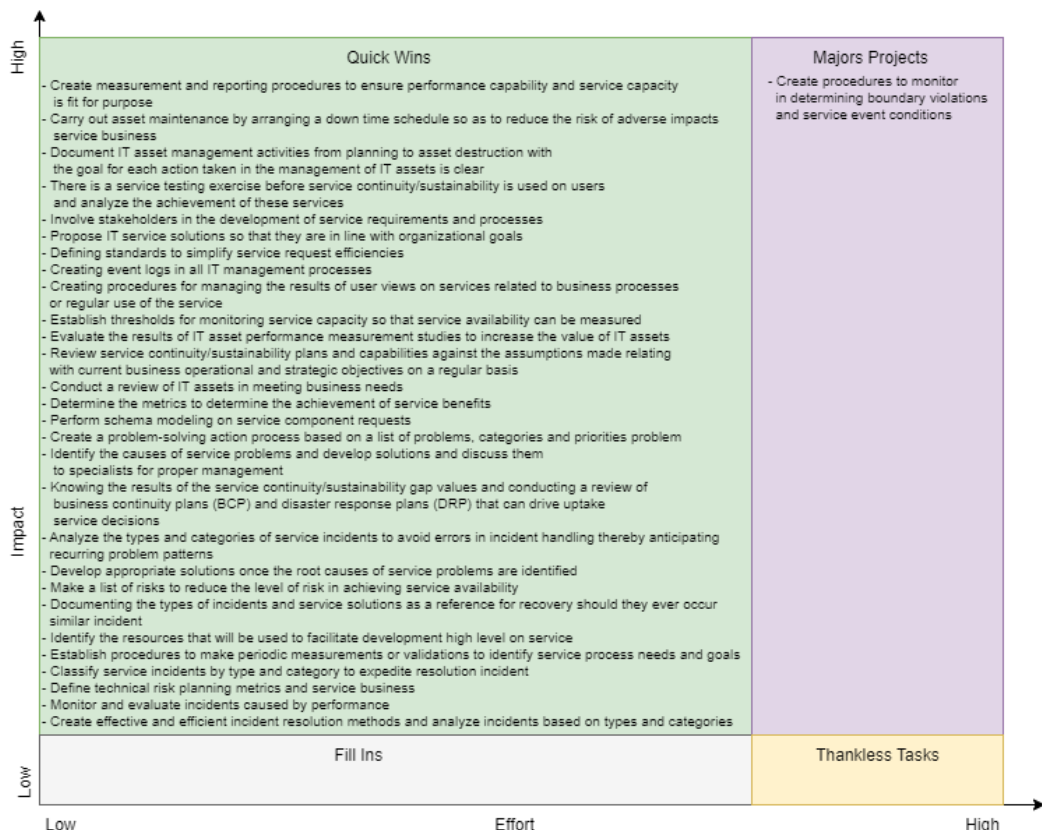 High
Quick Wins
- Create measurement and reporting procedures to ensure performance capability and service capacity
is fit for purpose
- Carry out asset maintenance by arranging a down time schedule so as to reduce the risk of adverse impacts
service business
- Document IT asset management activities from planning to asset destruction with
the goal for each action taken in the management of IT assets is clear
- There is a service testing exercise before service continuity/sustainability is used on users
and analyze the achievement of these services
- Involve stakeholders in the development of service requirements and processes
- Propose IT service solutions so that they are in line with organizational goals
- Defining standards to simplify service request efficiencies
- Creating event logs in all IT management processes
- Creating procedures for managing the results of user views on services related to business processes
or regular use of the service
- Establish thresholds for monitoring service capacity so that service availability can be measured
- Evaluate the results of IT asset performance measurement studies to increase the value of IT assets
- Review service continuity/sustainability plans and capabilities against the assumptions made relating
with current business operational and strategic objectives on a regular basis
- Conduct a review of IT assets in meeting business needs
- Determine the metrics to determine the achievement of service benefits
- Perform schema modeling on service component requests
- Create a problem-solving action process based on a list of problems, categories and priorities problem
- Identify the causes of service problems and develop solutions and discuss them
to specialists for proper management
- Knowing the results of the service continuity/sustainability gap values and conducting a review of
business continuity plans (BCP) and disaster response plans (DRP) that can drive uptake
service decisions
- Analyze the types and categories of service incidents to avoid errors in incident handling thereby anticipating
recurring problem patterns
- Develop appropriate solutions once the root causes of service problems are identified
- Make a list of risks to reduce the level of risk in achieving service availability
- Documenting the types of incidents and service solutions as a reference for recovery should they ever occur
similar incident
- Identify the resources that will be used to facilitate development high level on service
- Establish procedures to make periodic measurements or validations to identify service process needs and goals
- Classify service incidents by type and category to expedite resolution incident
- Define technical risk planning metrics and service business
- Monitor and evaluate incidents caused by performance
- Create effective and efficient incident resolution methods and analyze incidents based on types and categories
Majors Projects
- Create procedures to monitor
in determining boundary violations
and service event conditions
Impact
Fill Ins
Thankless Tasks
Low
Low
Effort
High